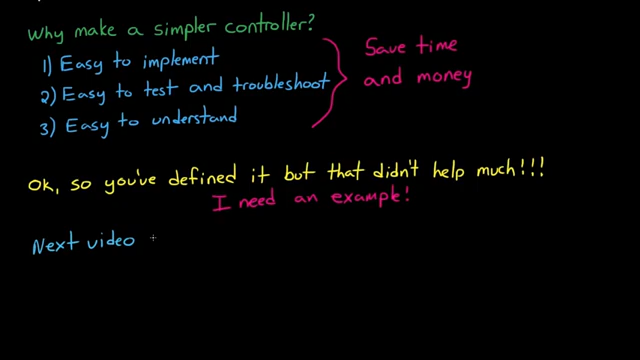 Why make a simpler controller?
1) Easy to implement
2) Easy to test and troubleshoot
3) Easy to understand
Save time
and money
Ok, so you've defined it but that didn't help much!!!
I need an example!
Next video